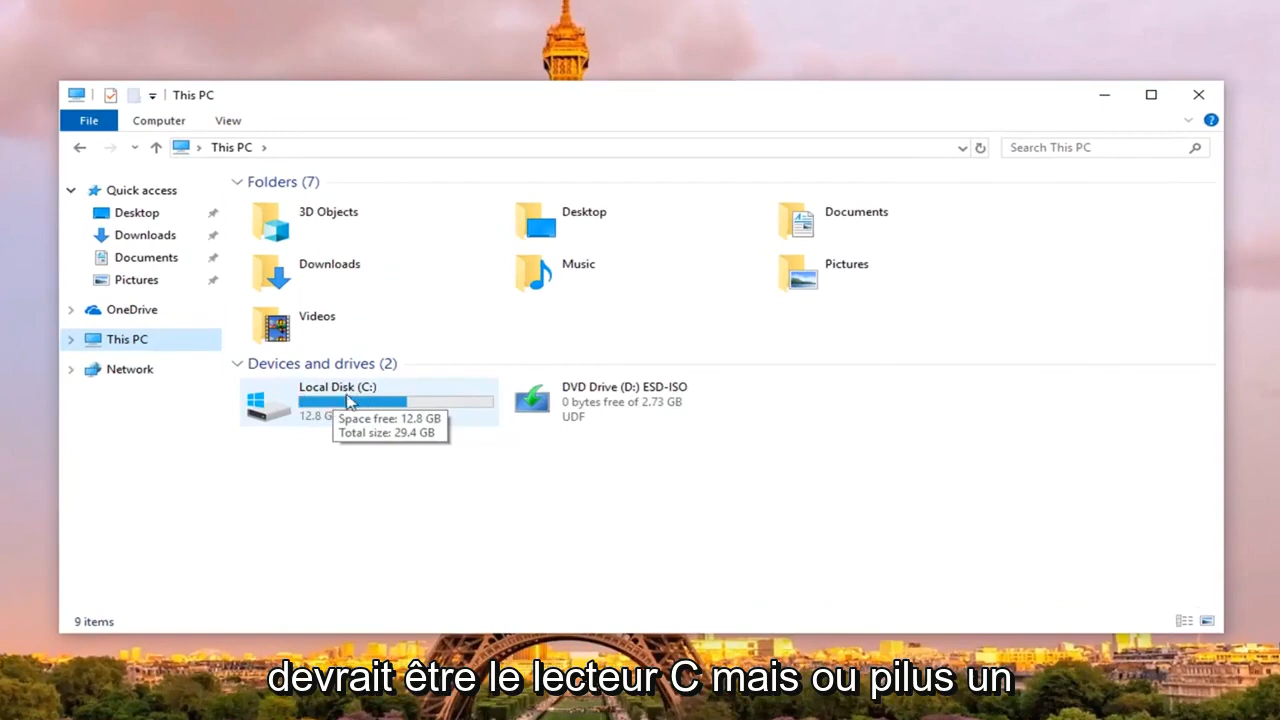 This PC
File
Computer
View
This PC
Search This PC
Quick access
Desktop
Downloads
Documents
Pictures
OneDrive
This PC
Network
Folders (7)
3D Objects
Desktop
Documents
Downloads
Music
Pictures
Videos
Devices and drives (2)
Local Disk (C:)
12.8 G
Space free: 12.8 GB
Total size: 29.4 GB
DVD Drive (D:) ESD-ISO
0 bytes free of 2.73 GB
UDF
9 items
devrait être le lecteur C mais ou pilus un